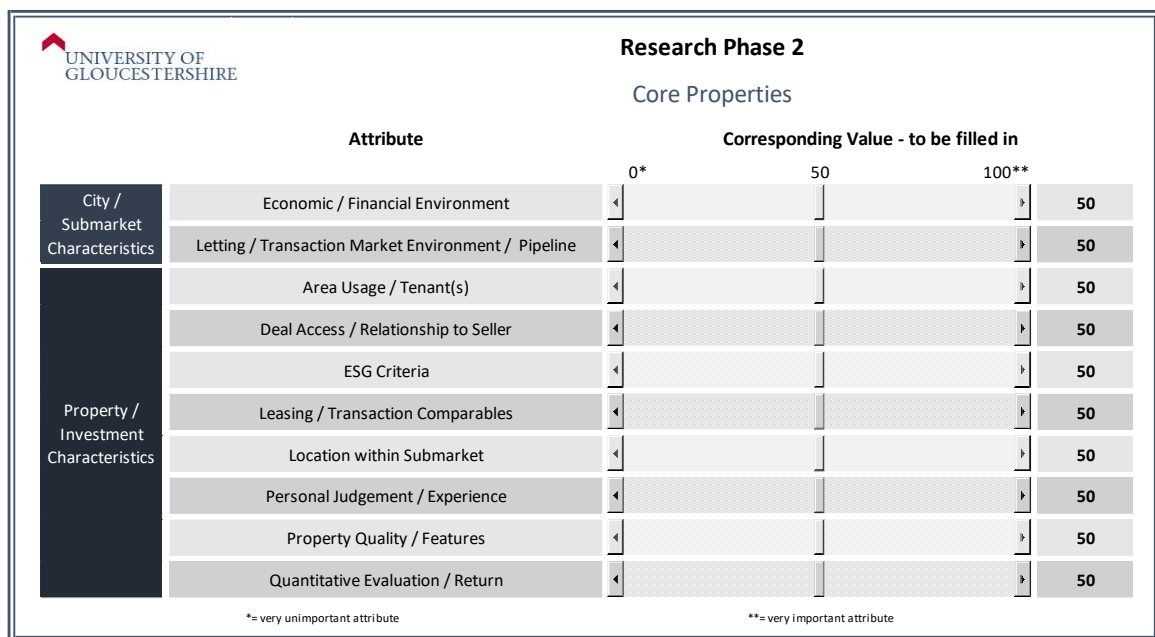 UNIVERSITY OF
GLOUCESTERSHIRE
Research Phase 2
Core Properties
Attribute
Corresponding Value - to be filled in
0* 50 100**
City /
Submarket
Characteristics
Economic / Financial Environment 50
Letting / Transaction Market Environment / Pipeline 50
Property /
Investment
Characteristics
Area Usage / Tenant(s) 50
Deal Access / Relationship to Seller 50
ESG Criteria 50
Leasing / Transaction Comparables 50
Location within Submarket 50
Personal Judgement / Experience 50
Property Quality / Features 50
Quantitative Evaluation / Return 50
*= very unimportant attribute
**= very important attribute